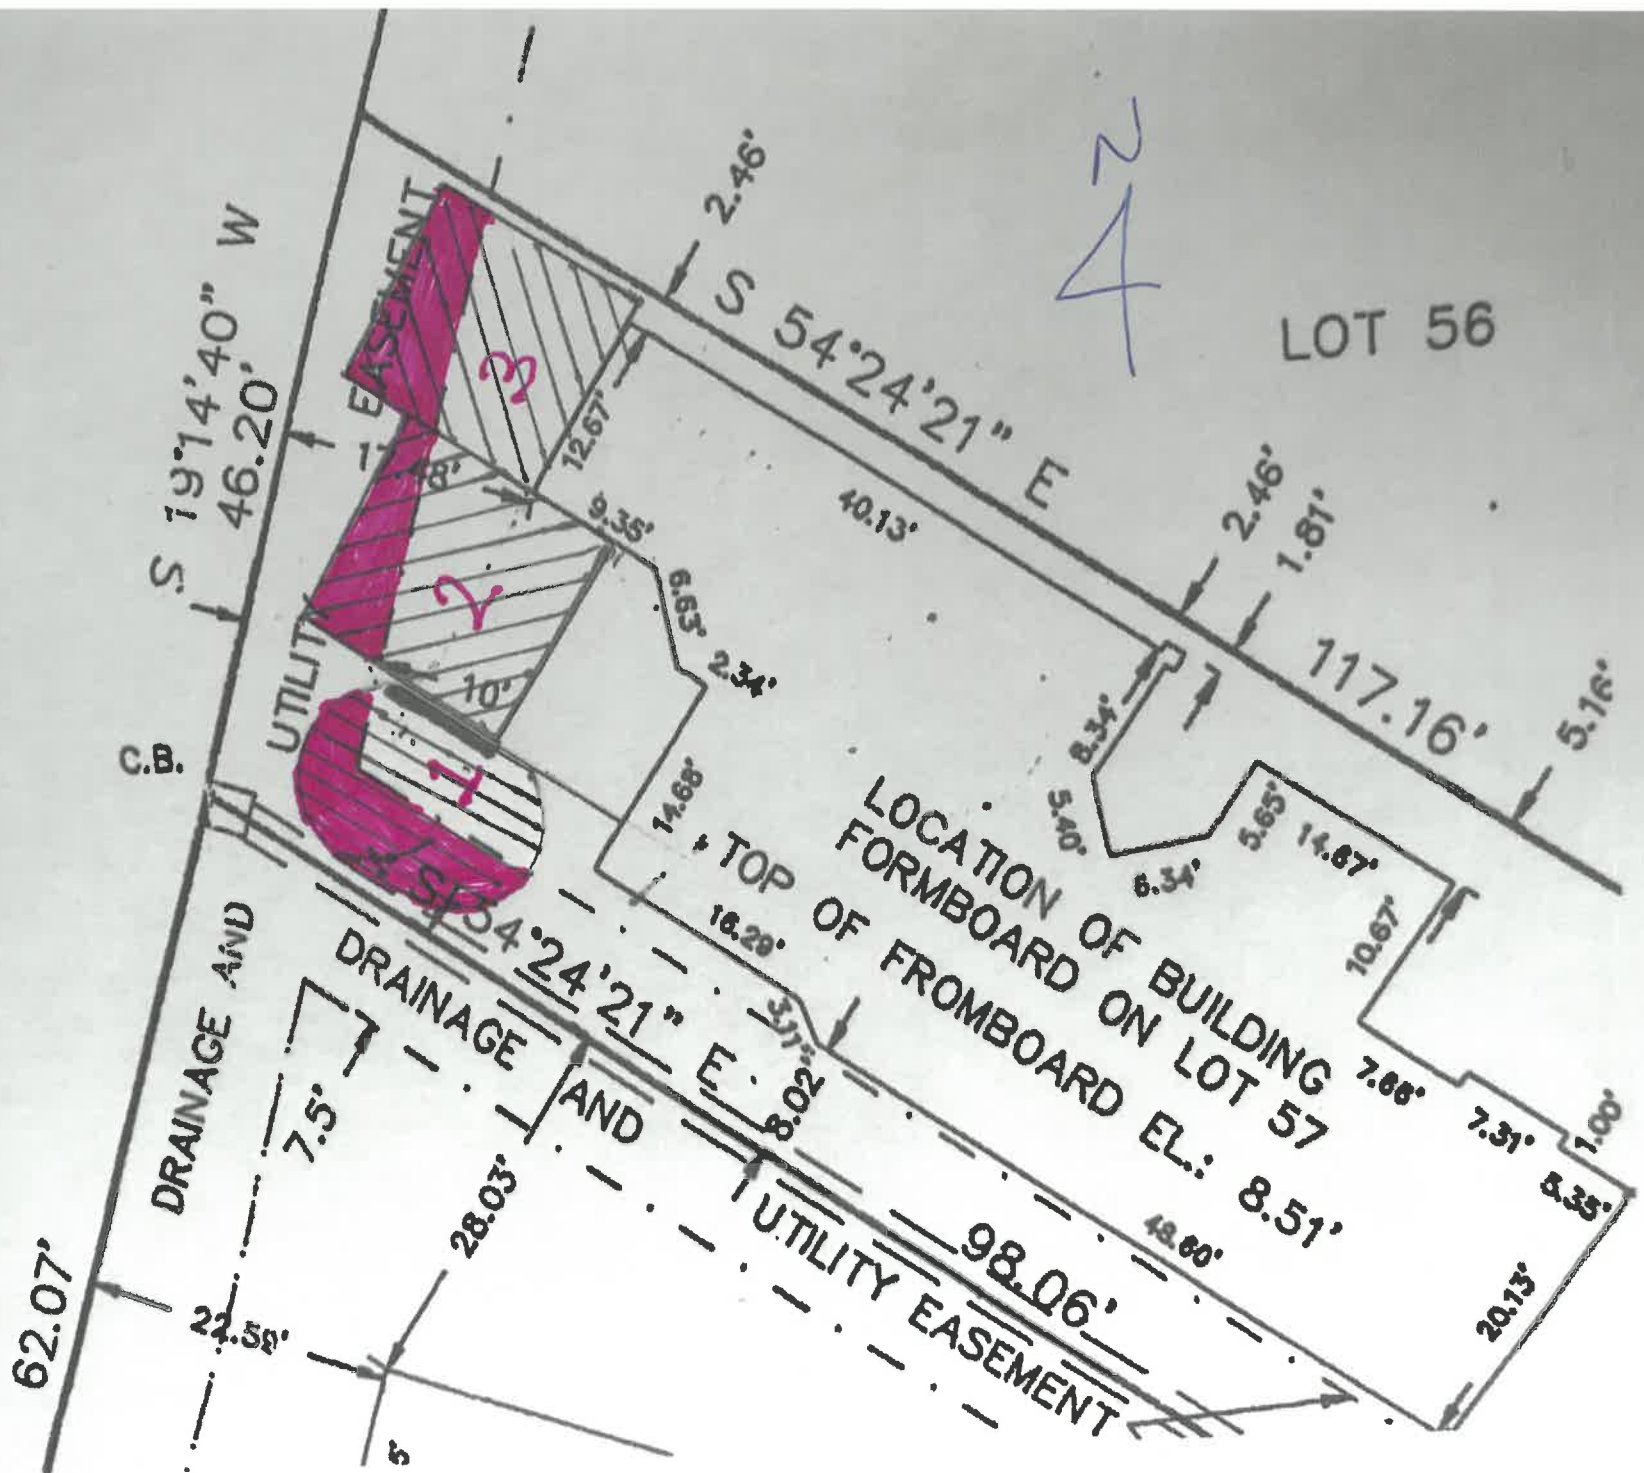 N
4
LOT 56
2.46'
S 54°24'21" E
117.16'
2.46'
1.81'
5.16'
S 19°14'40" W
46.20'
EASEMENT
UTILITY
DRAINAGE AND
3
2
1
12.67'
8'
10'
9.35'
6.63'
2.34'
14.68'
40.13'
8.34'
5.40'
6.34'
5.65'
14.67'
10.67'
7.66'
7.31'
1.00'
5.35'
20.13'
48.60'
16.29'
3.17'
8.02'
LOCATION OF BUILDING
FORMBOARD ON LOT 57
TOP OF FROMBOARD EL.: 8.51'
C.B.
54°24'21" E
98.06'
DRAINAGE AND UTILITY EASEMENT
7.5'
28.03'
62.07'
5'